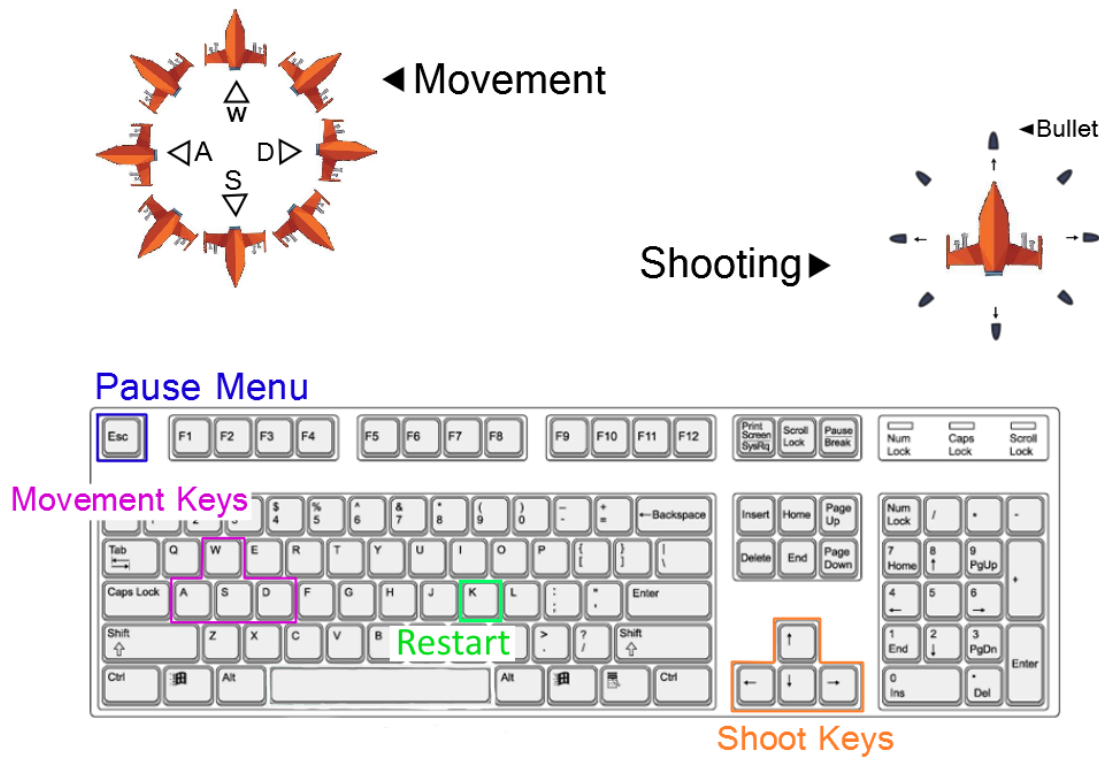 ◄Movement
W
A D
S
◄Bullet
Shooting►
Pause Menu
Esc F1 F2 F3 F4 F5 F6 F7 F8 F9 F10 F11 F12 Print Screen SysRq Scroll Lock Pause Break Num Lock Caps Lock Scroll Lock
Movement Keys
$ 4 % 5 ^ 6 & 7 * 8 ( 9 ) 0 – - + = ←Backspace Insert Home Page Up Num Lock / * -
Tab Q W E R T Y U I O P { [ } ] | \ Delete End Page Down 7 Home 8 ↑ 9 PgUp +
Caps Lock A S D F G H J K L : ; " ' Enter 4 ← 5 6 →
Shift Z X C V B > . ? / Shift ↑ 1 End 2 ↓ 3 PgDn Enter
Restart
Ctrl Alt Alt Ctrl ← ↓ → 0 Ins • Del
Shoot Keys